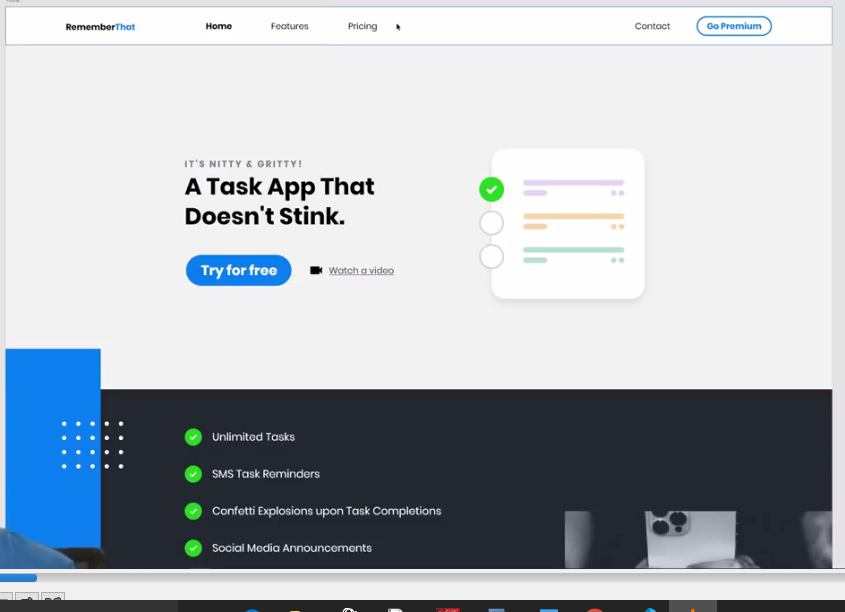 RememberThat
Home
Features
Pricing
Contact
Go Premium
IT'S NITTY & GRITTY!
A Task App That
Doesn't Stink.
Try for free
Watch a video
Unlimited Tasks
SMS Task Reminders
Confetti Explosions upon Task Completions
Social Media Announcements